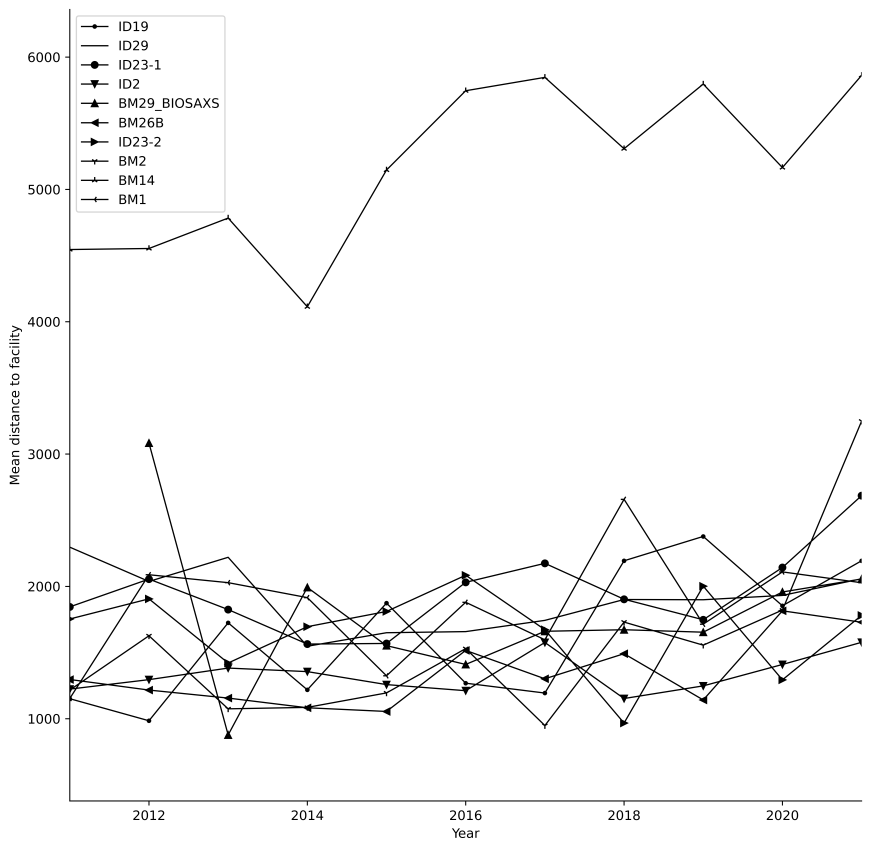 ID19
ID29
ID23-1
ID2
BM29_BIOSAXS
BM26B
ID23-2
BM2
BM14
BM1
6000
5000
4000
3000
2000
1000
Mean distance to facility
2012 2014 2016 2018 2020
Year